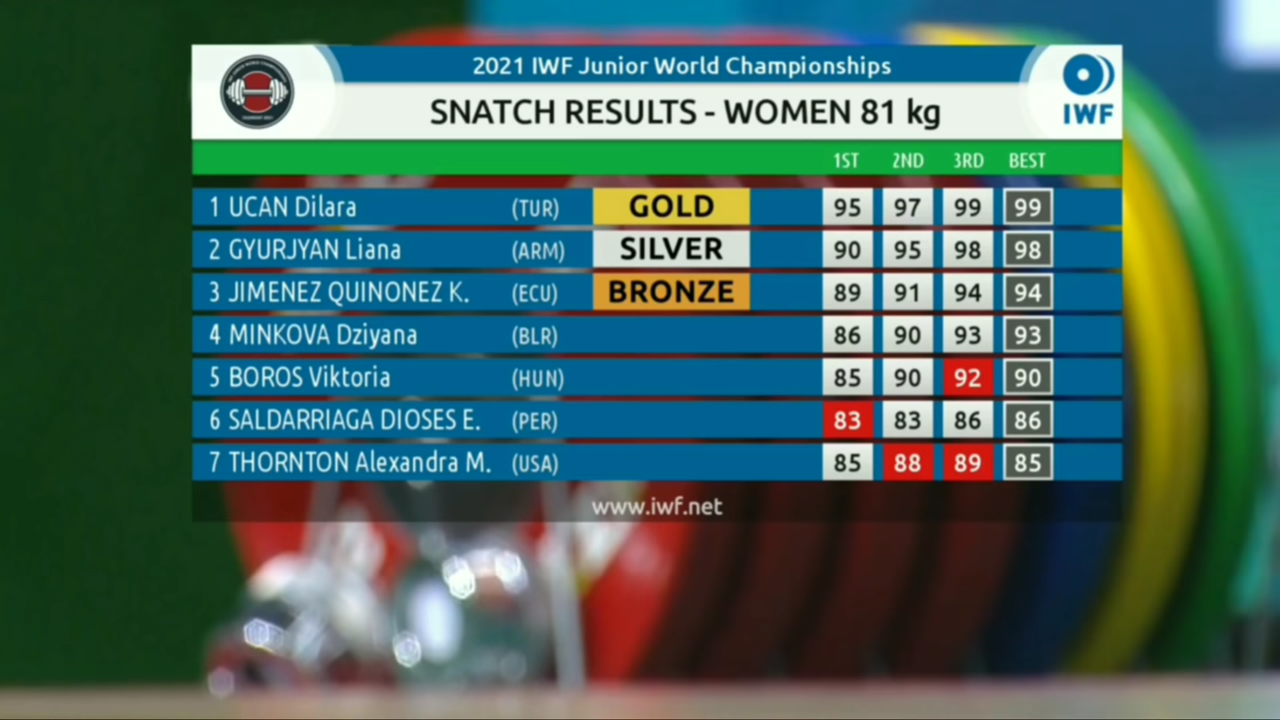 2021 IWF Junior World Championships
SNATCH RESULTS - WOMEN 81 kg
IWF
1ST 2ND 3RD BEST
1 UCAN Dilara (TUR) GOLD 95 97 99 99
2 GYURJYAN Liana (ARM) SILVER 90 95 98 98
3 JIMENEZ QUINONEZ K. (ECU) BRONZE 89 91 94 94
4 MINKOVA Dziyana (BLR) 86 90 93 93
5 BOROS Viktoria (HUN) 85 90 92 90
6 SALDARRIAGA DIOSES E. (PER) 83 83 86 86
7 THORNTON Alexandra M. (USA) 85 88 89 85
www.iwf.net